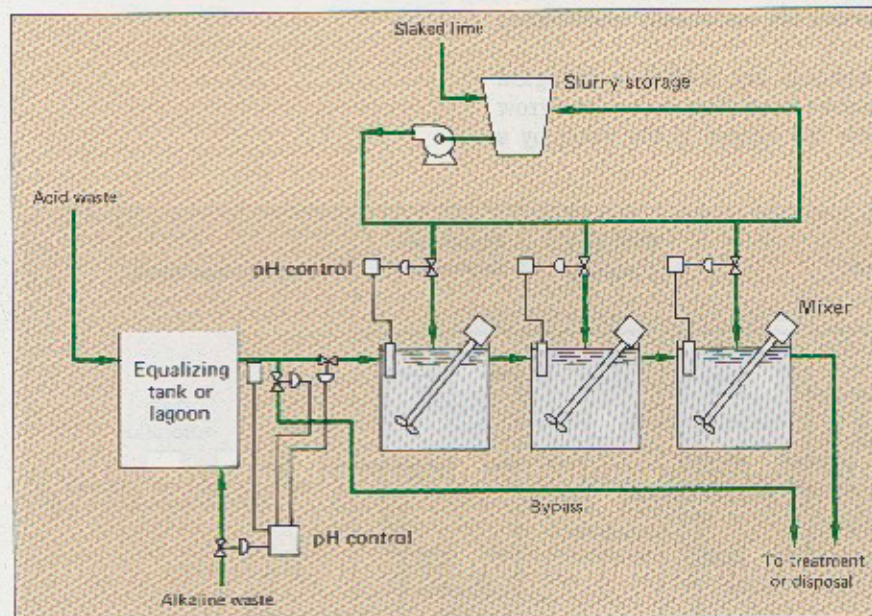 Slaked lime
Slurry storage
Acid waste
pH control
Mixer
Equalizing
tank or
lagoon
Bypass
pH control
To treatment
or disposal
Alkaline waste